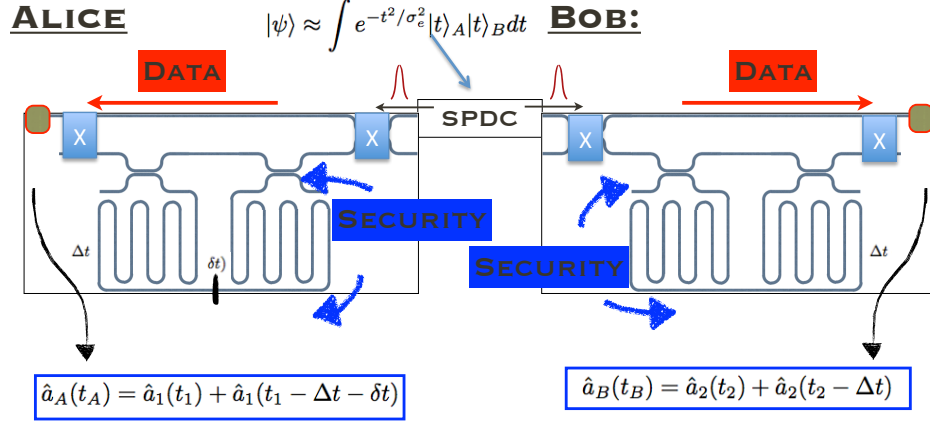 ALICE
|ψ⟩ ≈ ∫ e^{-t²/σ_e²}|t⟩_A|t⟩_B dt
BOB:
DATA
DATA
SPDC
X
X
X
X
SECURITY
SECURITY
Δt
δt)
Δt
â_A(t_A) = â_1(t_1) + â_1(t_1 − Δt − δt)
â_B(t_B) = â_2(t_2) + â_2(t_2 − Δt)